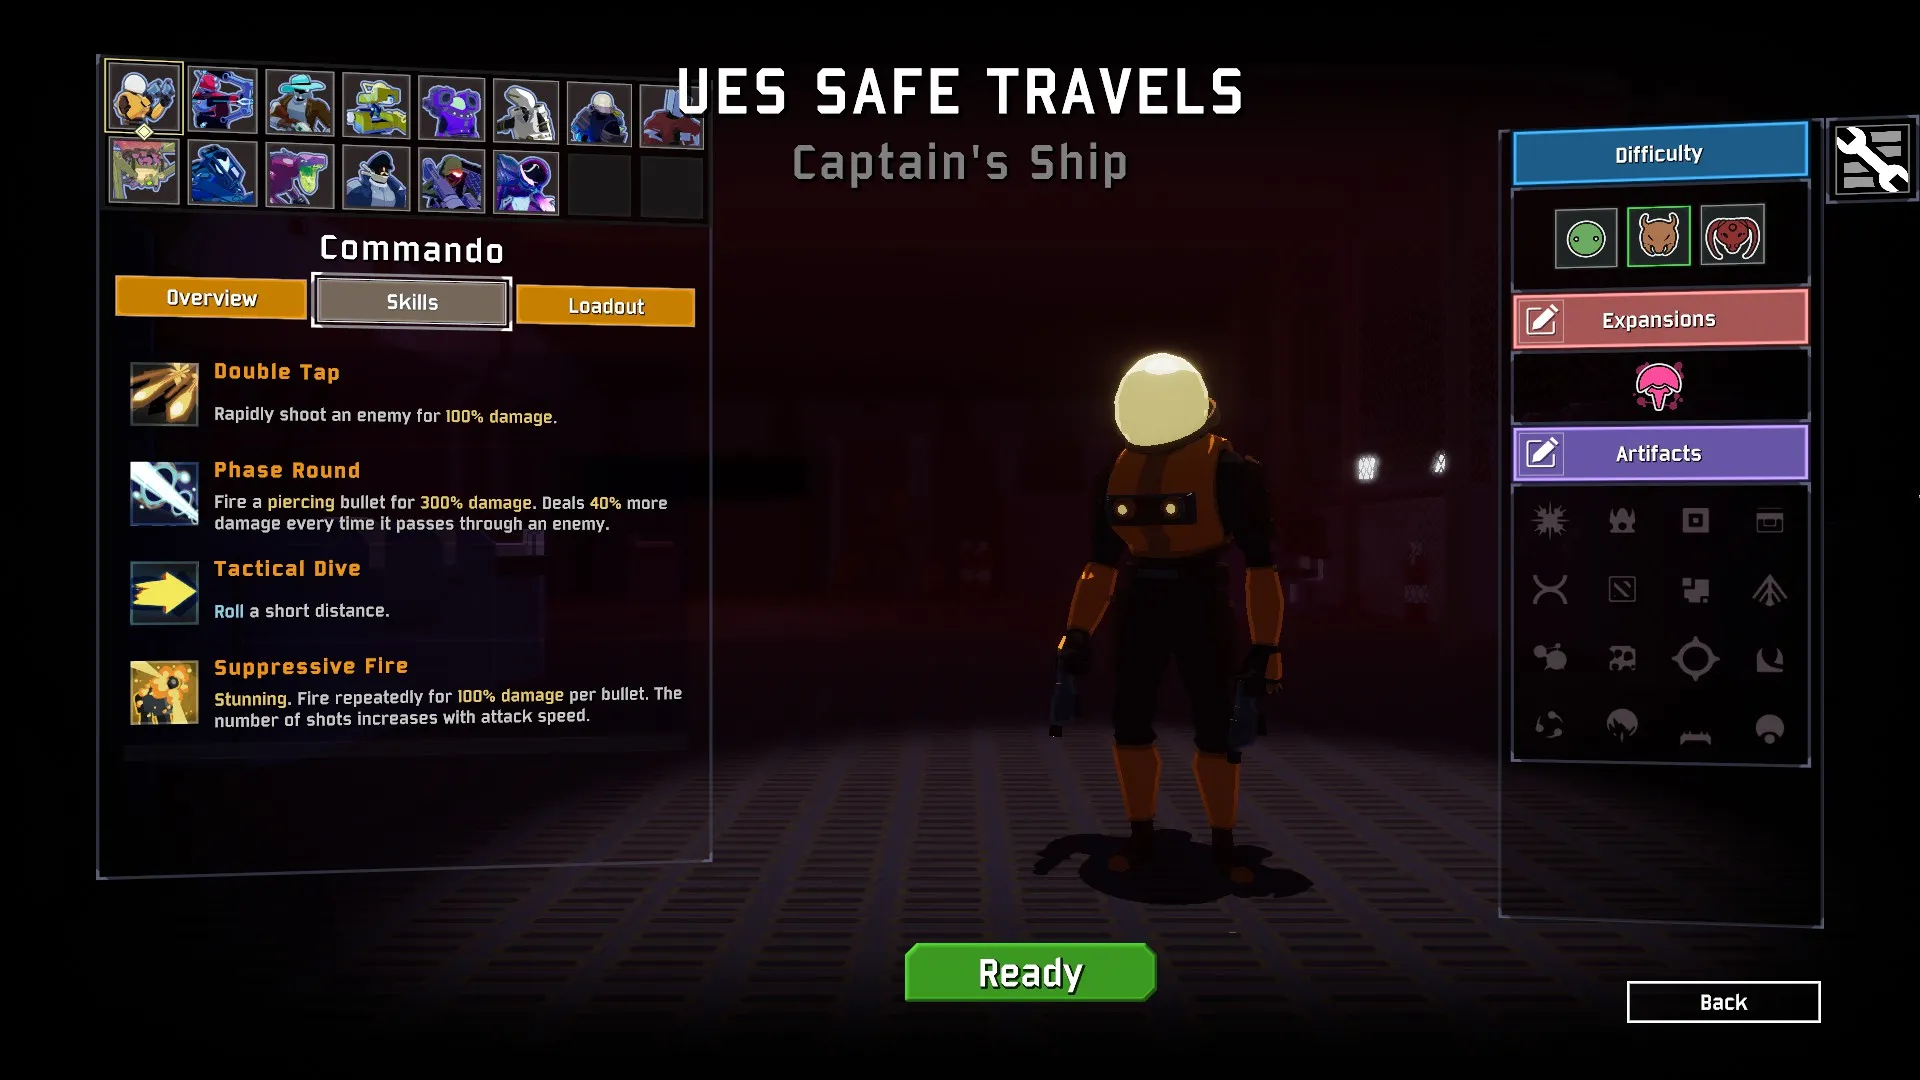 UES SAFE TRAVELS
Captain's Ship
Commando
Overview
Skills
Loadout
Double Tap
Rapidly shoot an enemy for 100% damage.
Phase Round
Fire a piercing bullet for 300% damage. Deals 40% more
damage every time it passes through an enemy.
Tactical Dive
Roll a short distance.
Suppressive Fire
Stunning. Fire repeatedly for 100% damage per bullet. The
number of shots increases with attack speed.
Difficulty
Expansions
Artifacts
Ready
Back